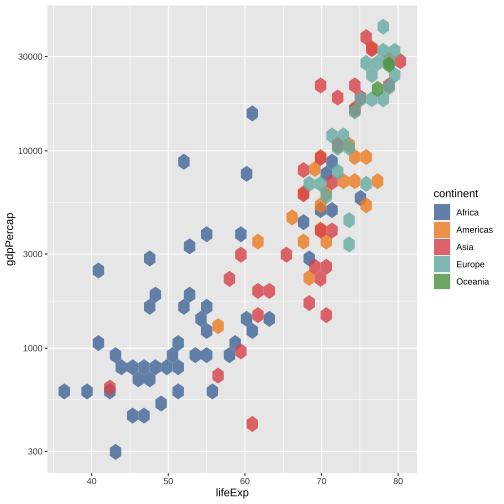 30000
10000
3000
1000
300
gdpPercap
40
50
60
70
80
lifeExp
continent
Africa
Americas
Asia
Europe
Oceania